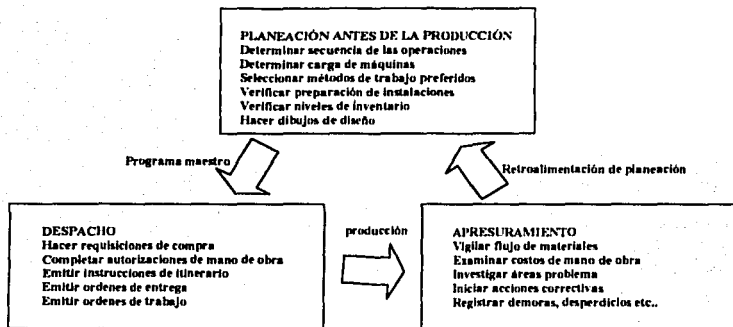 PLANEACIÓN ANTES DE LA PRODUCCIÓN
Determinar secuencia de las operaciones
Determinar carga de máquinas
Seleccionar métodos de trabajo preferidos
Verificar preparación de instalaciones
Verificar niveles de inventario
Hacer dibujos de diseño
Programa maestro
Retroalimentación de planeación
DESPACHO
Hacer requisiciones de compra
Completar autorizaciones de mano de obra
Emitir instrucciones de itinerario
Emitir ordenes de entrega
Emitir ordenes de trabajo
producción
APRESURAMIENTO
Vigilar flujo de materiales
Examinar costos de mano de obra
Investigar áreas problema
Iniciar acciones correctivas
Registrar demoras, desperdicios etc..